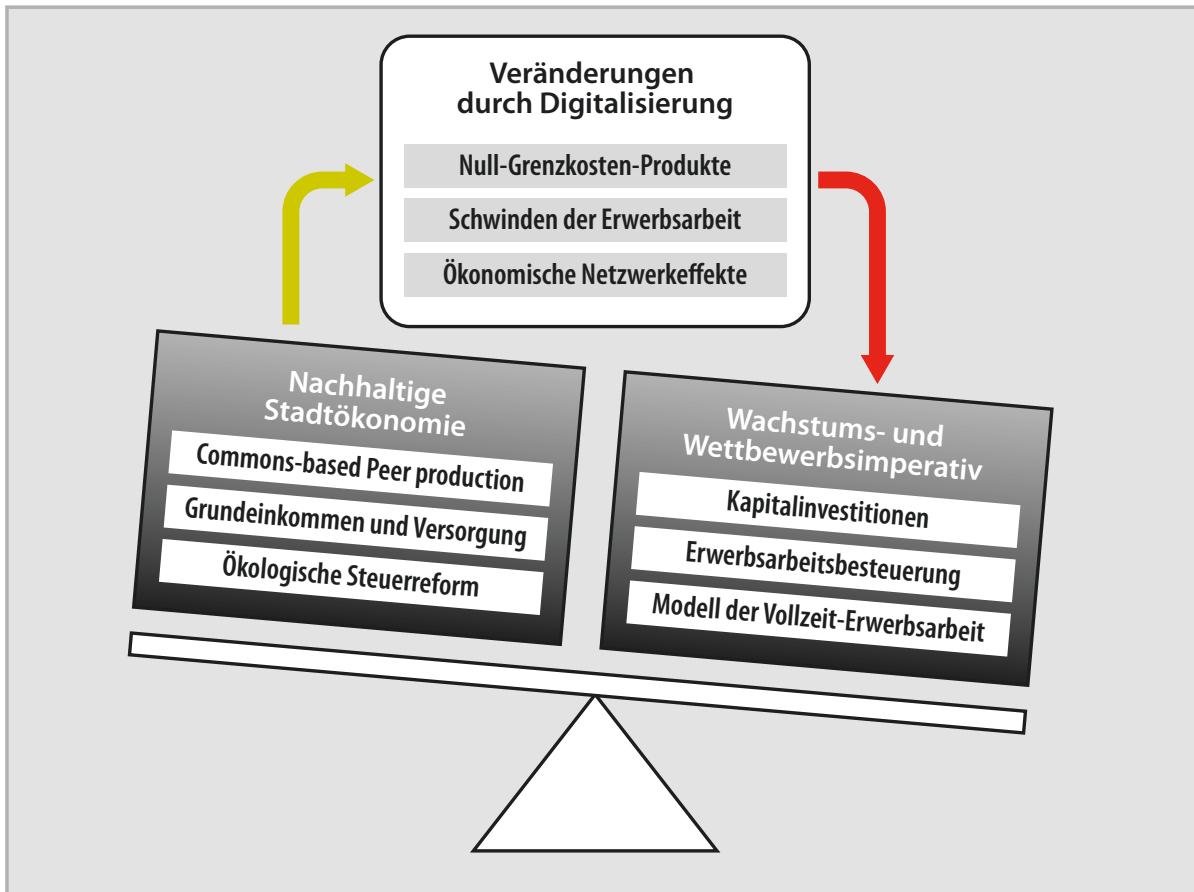 Veränderungen
durch Digitalisierung
Null-Grenzkosten-Produkte
Schwinden der Erwerbsarbeit
Ökonomische Netzwerkeffekte
Nachhaltige
Stadtökonomie
Commons-based Peer production
Grundeinkommen und Versorgung
Ökologische Steuerreform
Wachstums- und
Wettbewerbsimperativ
Kapitalinvestitionen
Erwerbsarbeitsbesteuerung
Modell der Vollzeit-Erwerbsarbeit